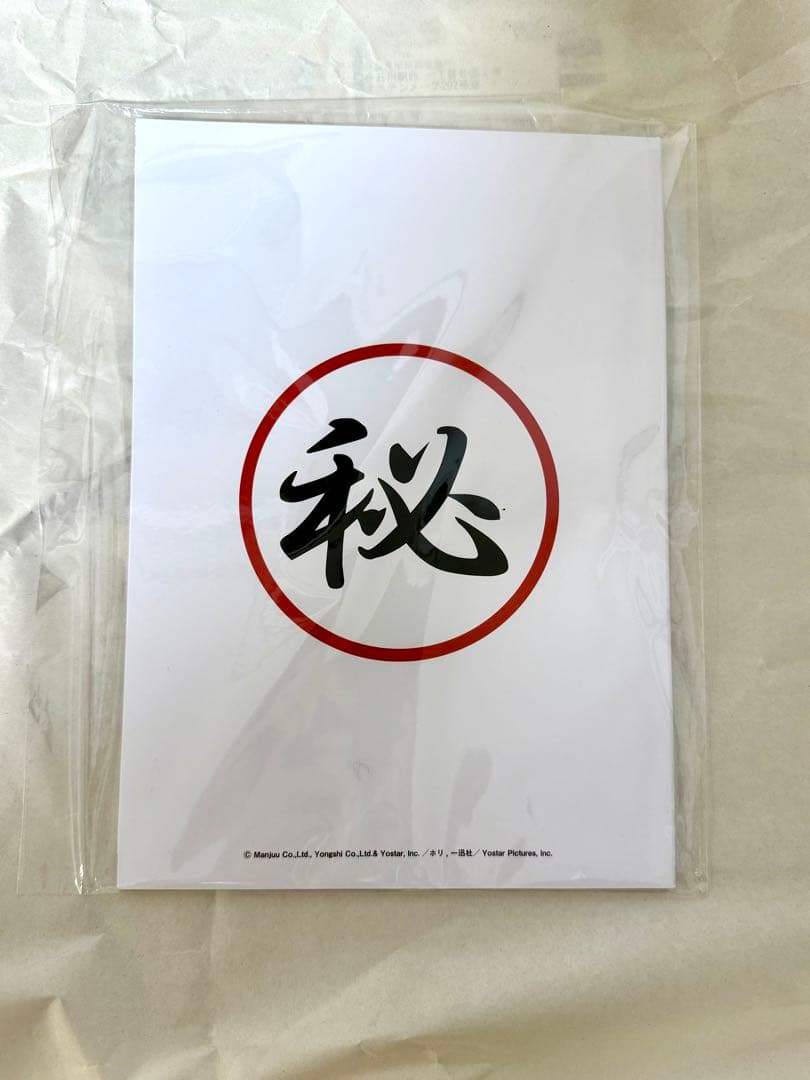 秘
© Manjuu Co.,Ltd., Yongshi Co.,Ltd.& Yostar, Inc. ／ホリ , 一迅社／ Yostar Pictures, Inc.